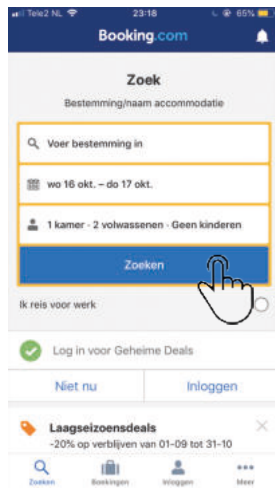 Tele2 NL 23:18 65%
Booking.com
Zoek
Bestemming/naam accommodatie
Voer bestemming in
wo 16 okt. – do 17 okt.
1 kamer · 2 volwassenen · Geen kinderen
Zoeken
Ik reis voor werk
Log in voor Geheime Deals
Niet nu Inloggen
Laagseizoensdeals
-20% op verblijven van 01-09 tot 31-10
Zoeken Boekingen Inloggen Meer